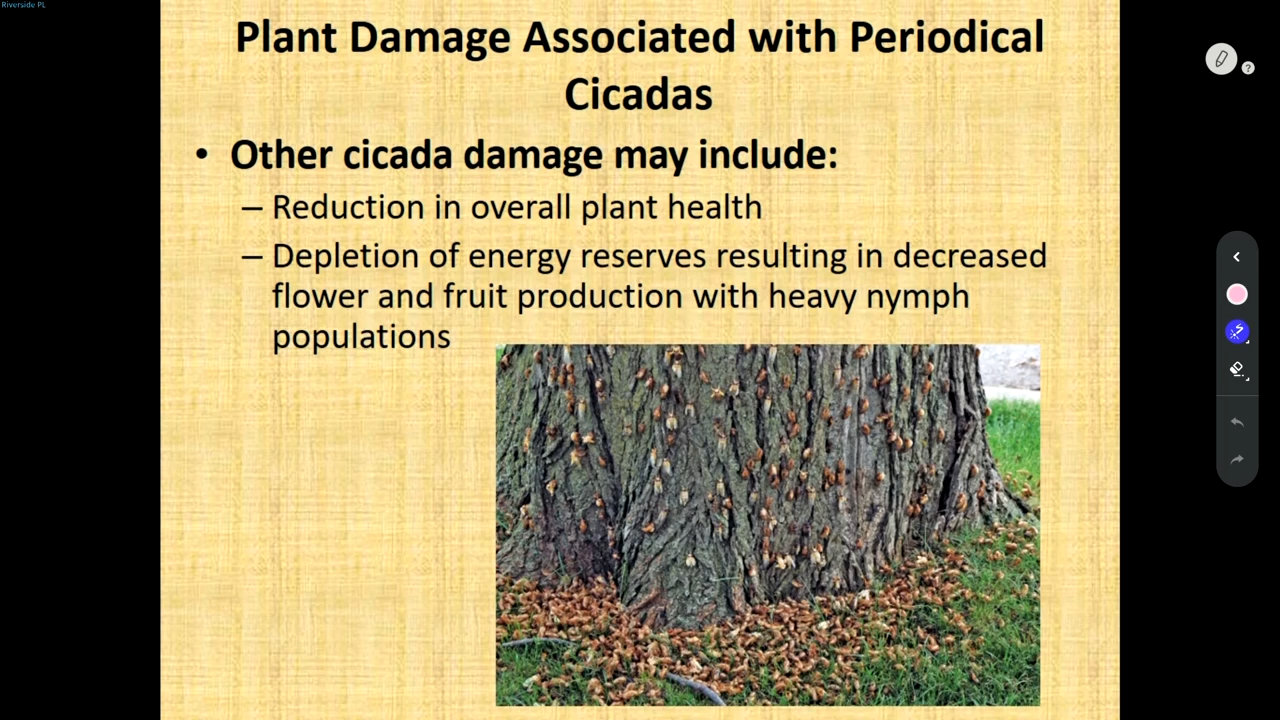 Riverside PL
Plant Damage Associated with Periodical
Cicadas
• Other cicada damage may include:
– Reduction in overall plant health
– Depletion of energy reserves resulting in decreased
flower and fruit production with heavy nymph
populations
?